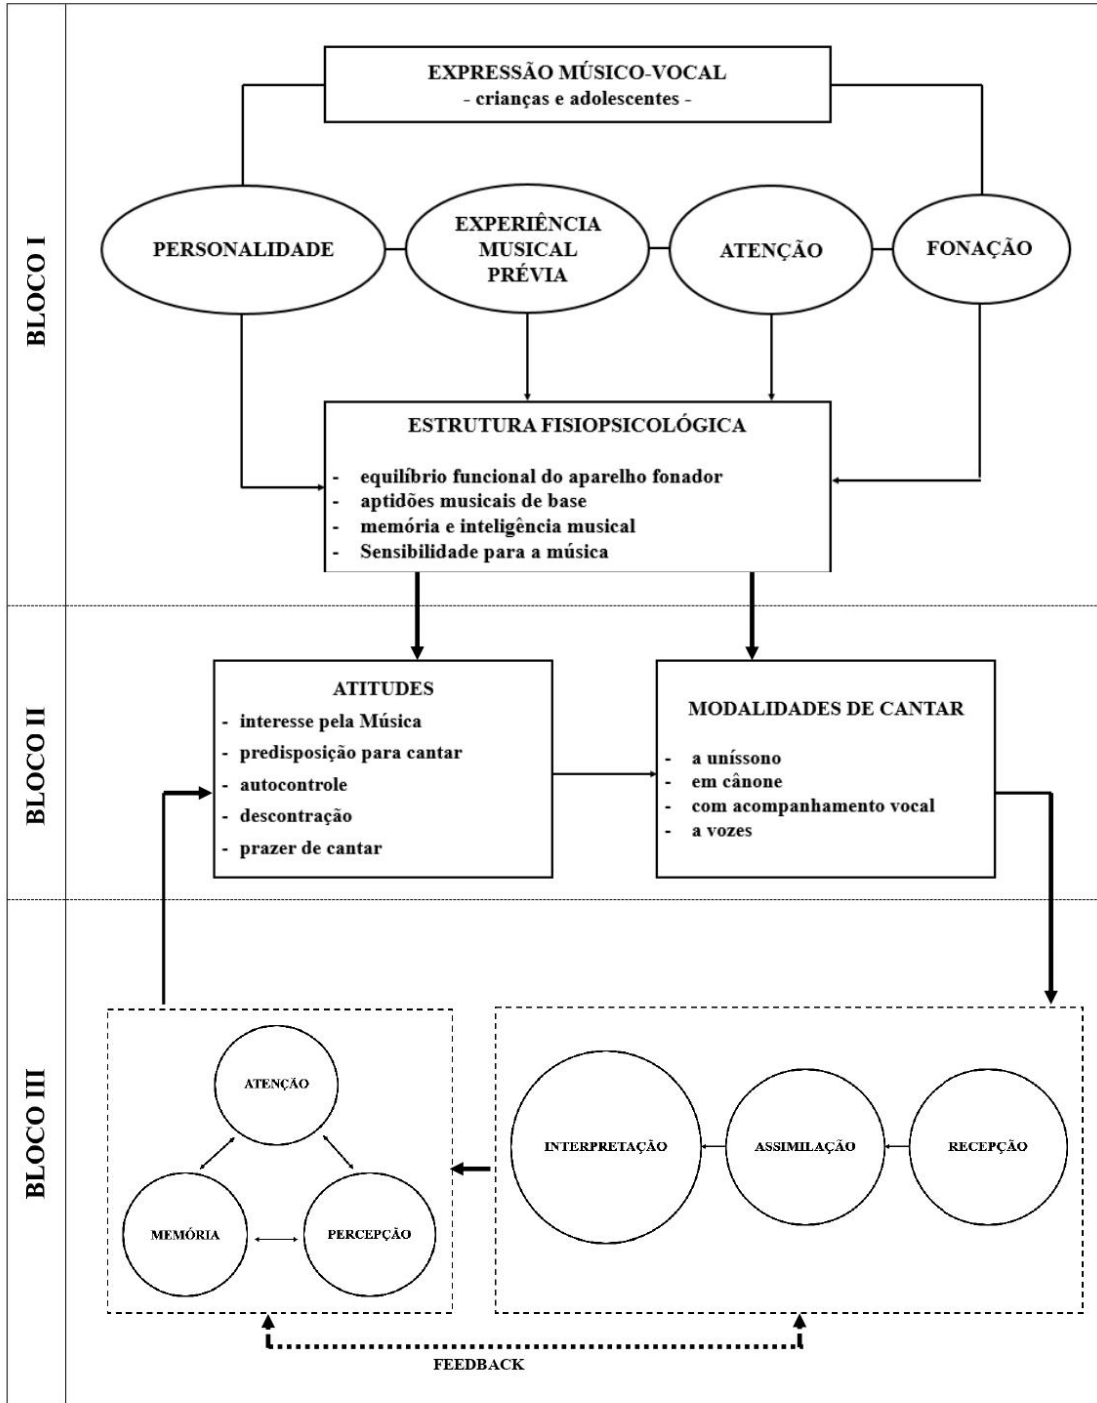 BLOCO I
EXPRESSÃO MÚSICO-VOCAL
- crianças e adolescentes -
PERSONALIDADE
EXPERIÊNCIA
MUSICAL
PRÉVIA
ATENÇÃO
FONAÇÃO
ESTRUTURA FISIOPSICOLÓGICA
- equilíbrio funcional do aparelho fonador
- aptidões musicais de base
- memória e inteligência musical
- Sensibilidade para a música
BLOCO II
ATITUDES
- interesse pela Música
- predisposição para cantar
- autocontrole
- descontração
- prazer de cantar
MODALIDADES DE CANTAR
- a uníssono
- em cânone
- com acompanhamento vocal
- a vozes
BLOCO III
ATENÇÃO
MEMÓRIA
PERCEPÇÃO
INTERPRETAÇÃO
ASSIMILAÇÃO
RECEPÇÃO
FEEDBACK